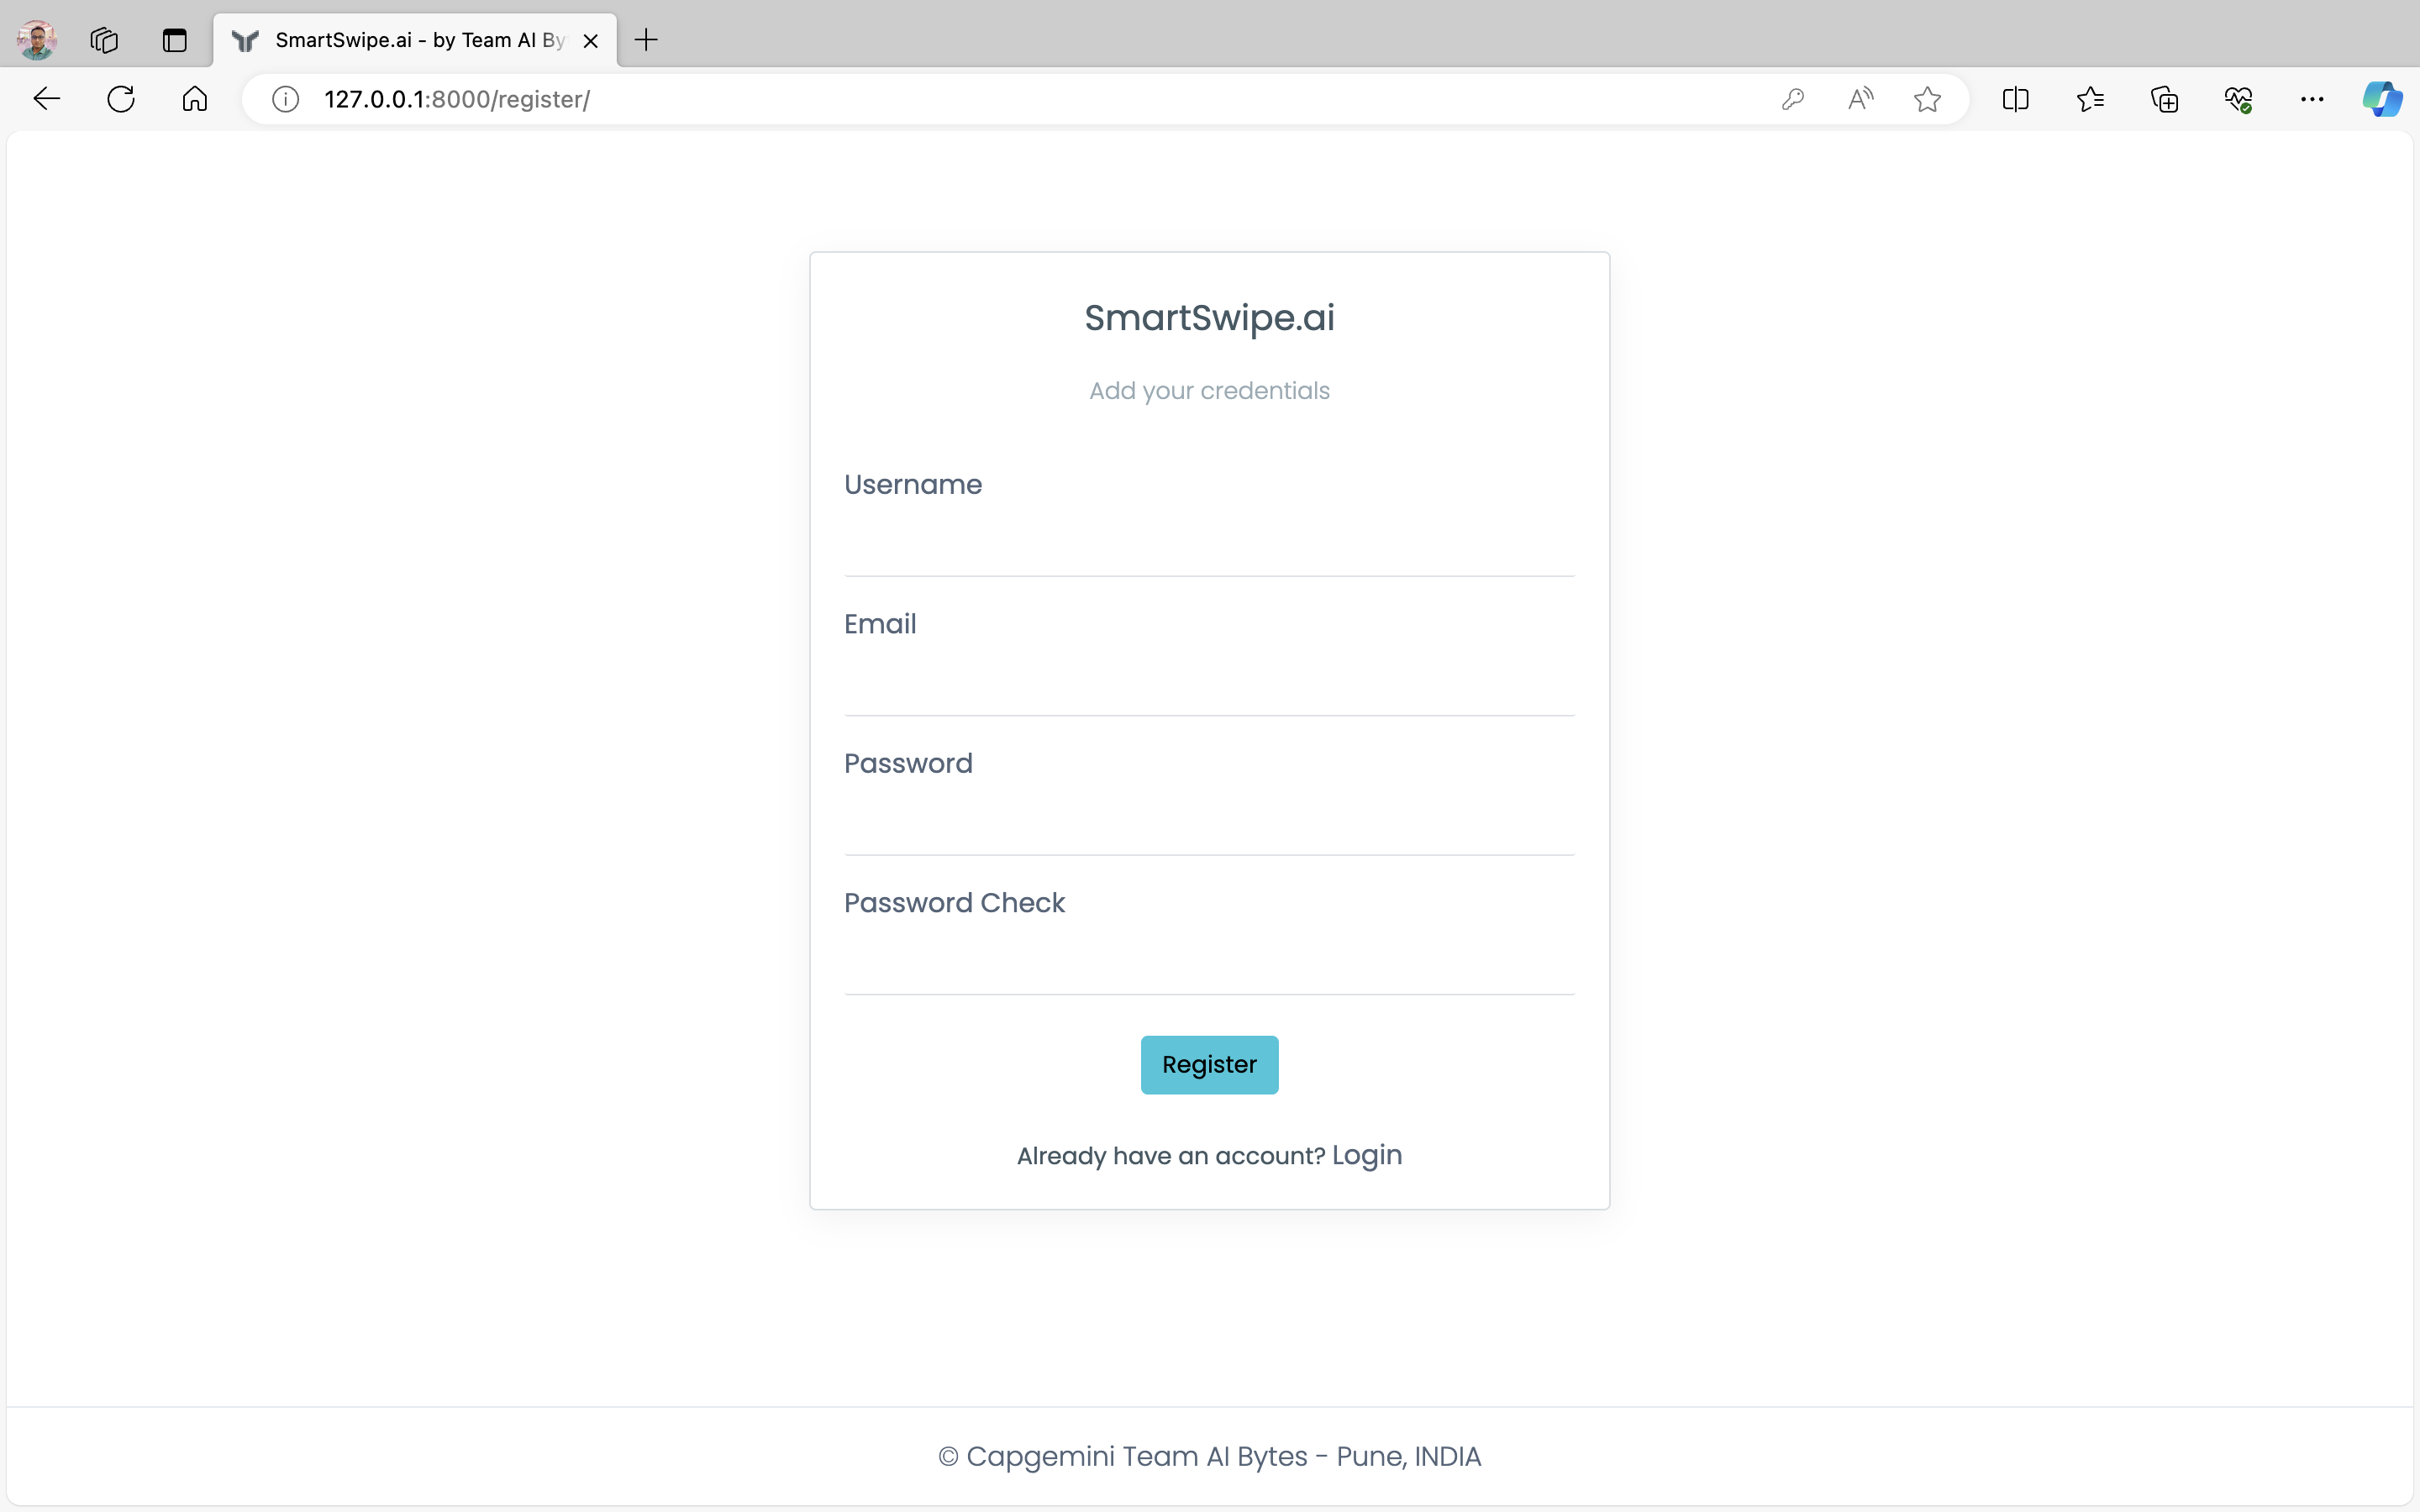 SmartSwipe.ai - by Team AI By
127.0.0.1:8000/register/
SmartSwipe.ai
Add your credentials
Username
Email
Password
Password Check
Register
Already have an account? Login
© Capgemini Team AI Bytes - Pune, INDIA